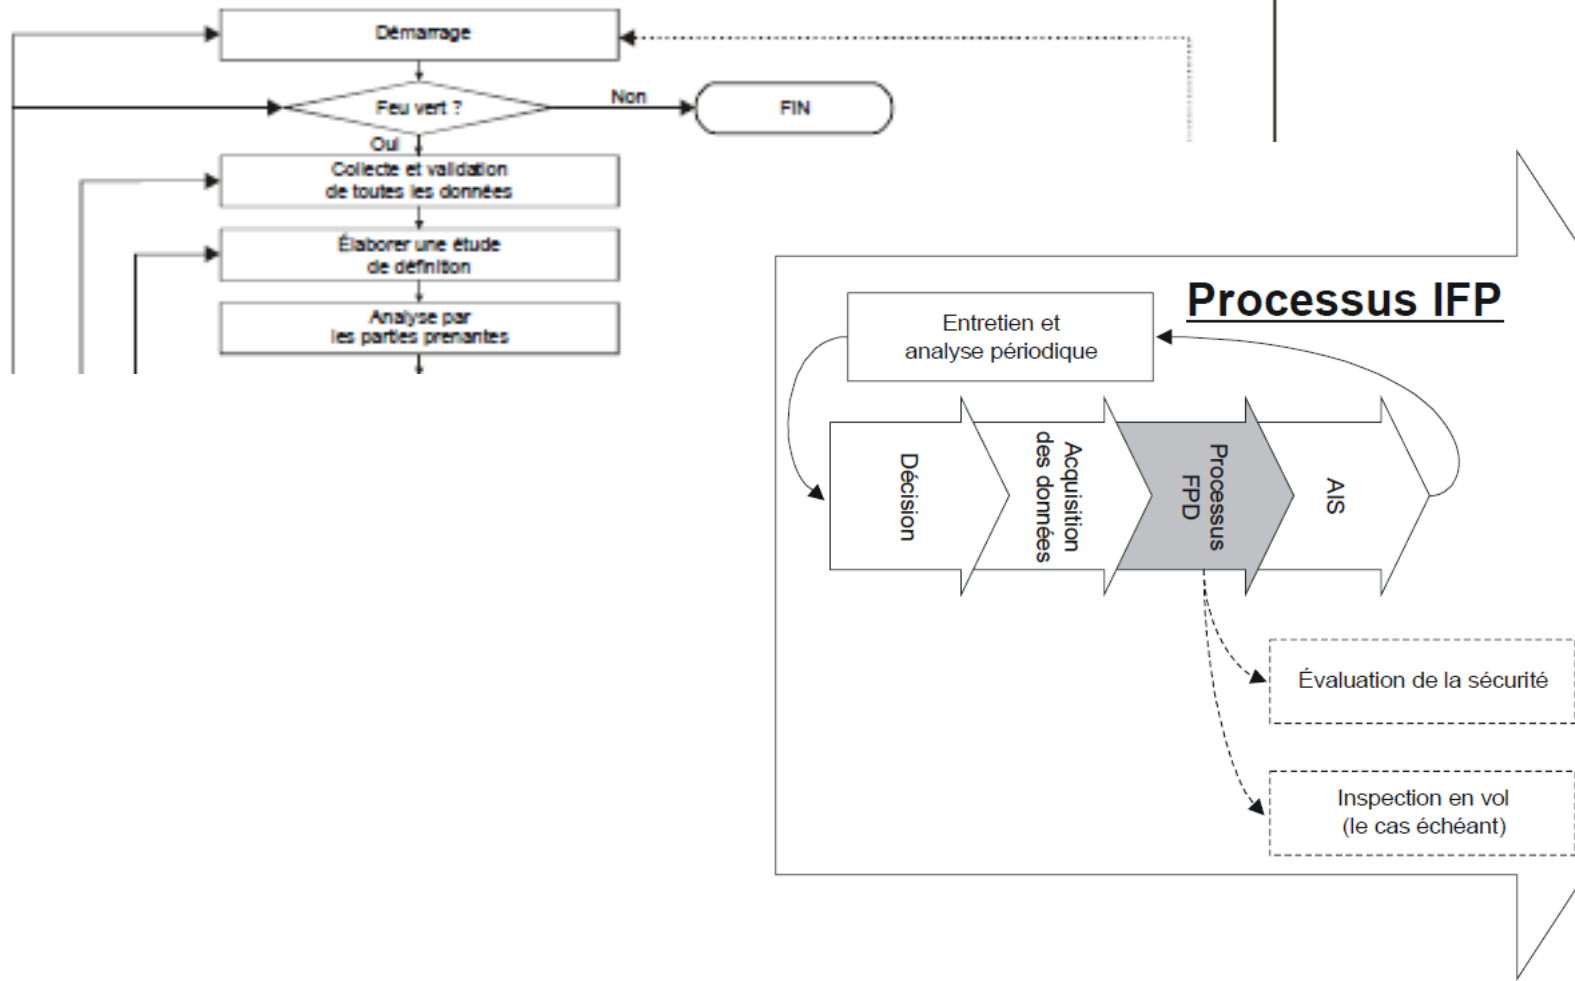 Démarrage
Feu vert ?
Non
FIN
Oui
Collecte et validation
de toutes les données
Élaborer une étude
de définition
Analyse par
les parties prenantes
Processus IFP
Entretien et
analyse périodique
Décision
Acquisition
des données
Processus
FPD
AIS
Évaluation de la sécurité
Inspection en vol
(le cas échéant)